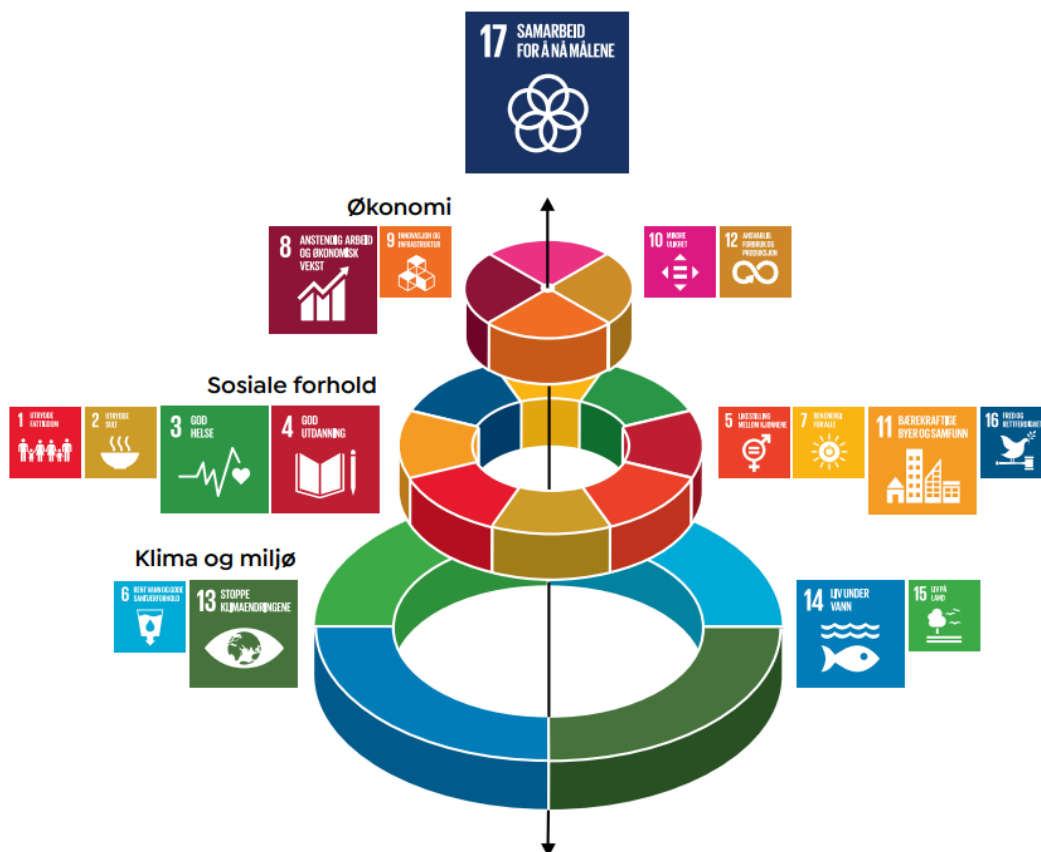 17 SAMARBEID
FOR Å NÅ MÅLENE
Økonomi
8 ANSTENDIG ARBEID
OG ØKONOMISK
VEKST
9 INNOVASJON OG
INFRASTRUKTUR
10 MINDRE
ULIKHET
12 ANSVARLIG
FORBRUK OG
PRODUKSJON
Sosiale forhold
1 UTRYDDE
FATTIGDOM
2 UTRYDDE
SULT
3 GOD
HELSE
4 GOD
UTDANNING
5 LIKESTILLING
MELLOM KJØNNENE
7 REN ENERGI
FOR ALLE
11 BÆREKRAFTIGE
BYER OG SAMFUNN
16 FRED OG
RETTFERDIGHET
Klima og miljø
6 RENT VANN OG GODE
SANITÆRFORHOLD
13 STOPPE
KLIMAENDRINGENE
14 LIV UNDER
VANN
15 LIV PÅ
LAND